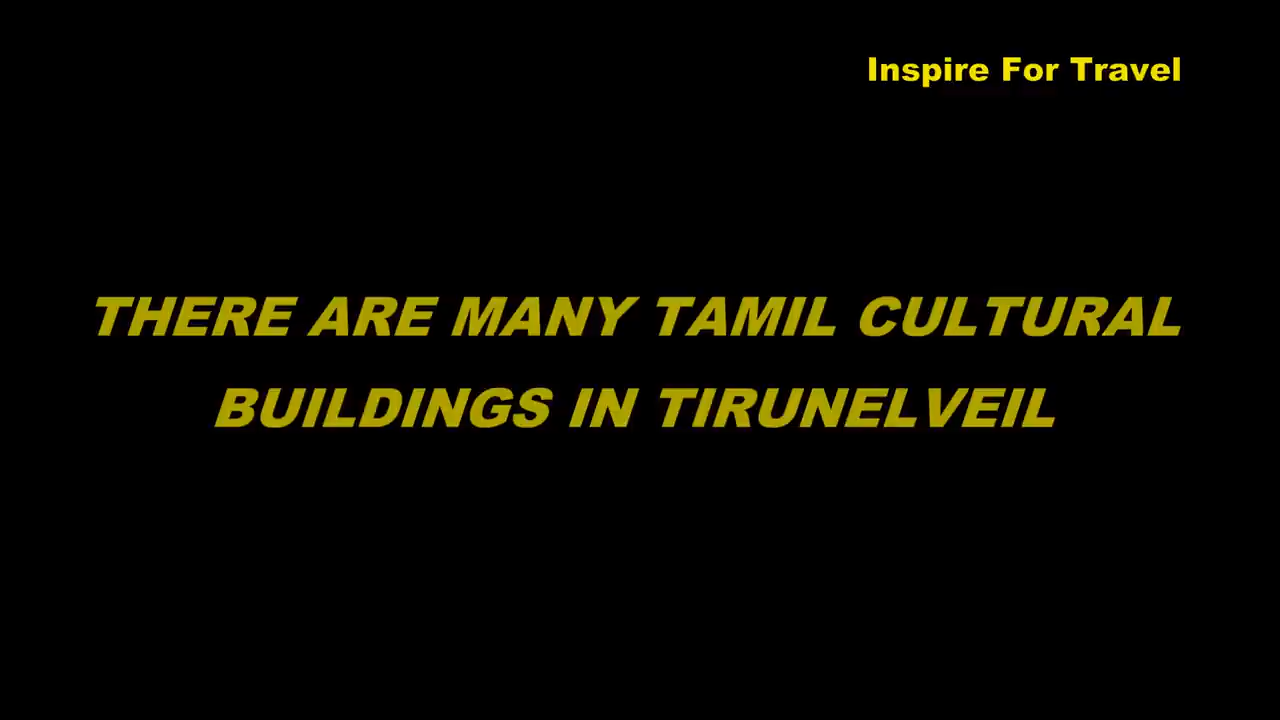 Inspire For Travel
THERE ARE MANY TAMIL CULTURAL
BUILDINGS IN TIRUNELVEIL